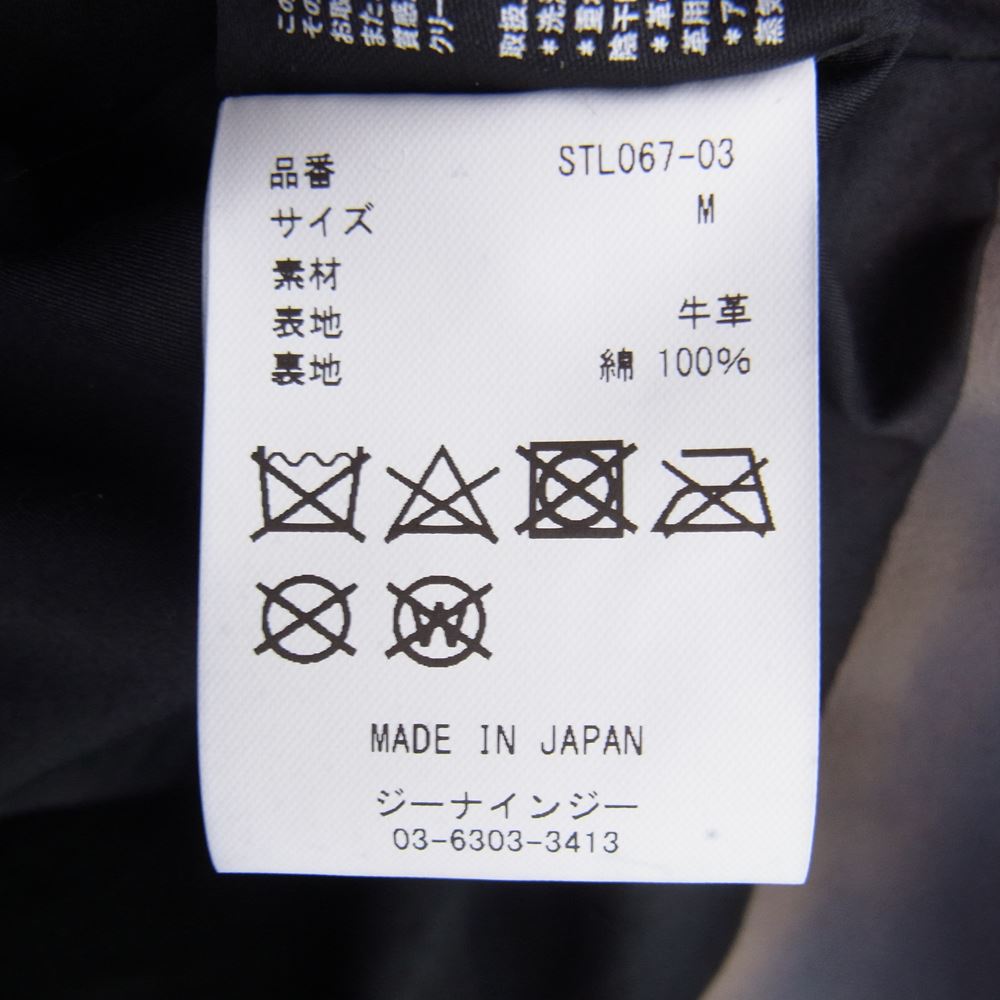 品番 STL067-03
サイズ M
素材
表地 牛革
裏地 綿 100%
MADE IN JAPAN
ジーナインジー
03-6303-3413